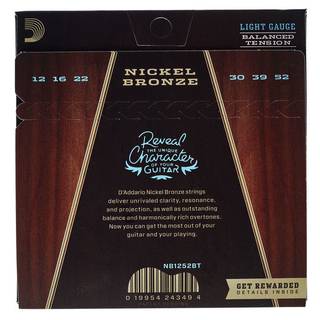 LIGHT GAUGE
BALANCED
TENSION
12 16 22
NICKEL
BRONZE
30 39 52
Reveal
THE UNIQUE
Character
OF YOUR
GUITAR
D'Addario Nickel Bronze strings
deliver unrivaled clarity, resonance,
and projection, as well as outstanding
balance and harmonically rich overtones.
Now you can get the most out of your
guitar and your playing.
NB1252BT
0 19954 24349 4
GET REWARDED
DETAILS INSIDE